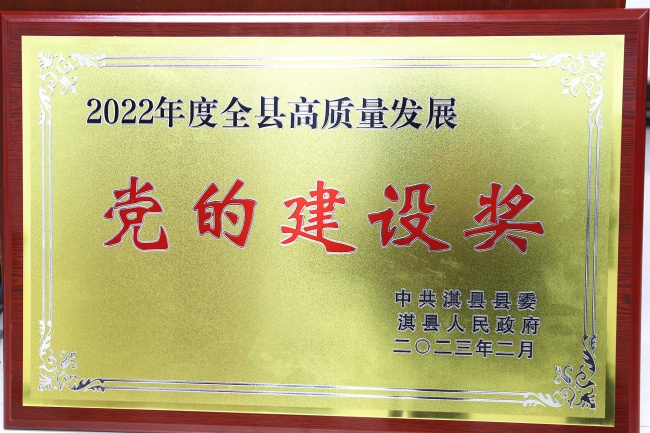 2022年度全县高质量发展
党的建设奖
中共淇县县委
淇县人民政府
二〇二三年二月